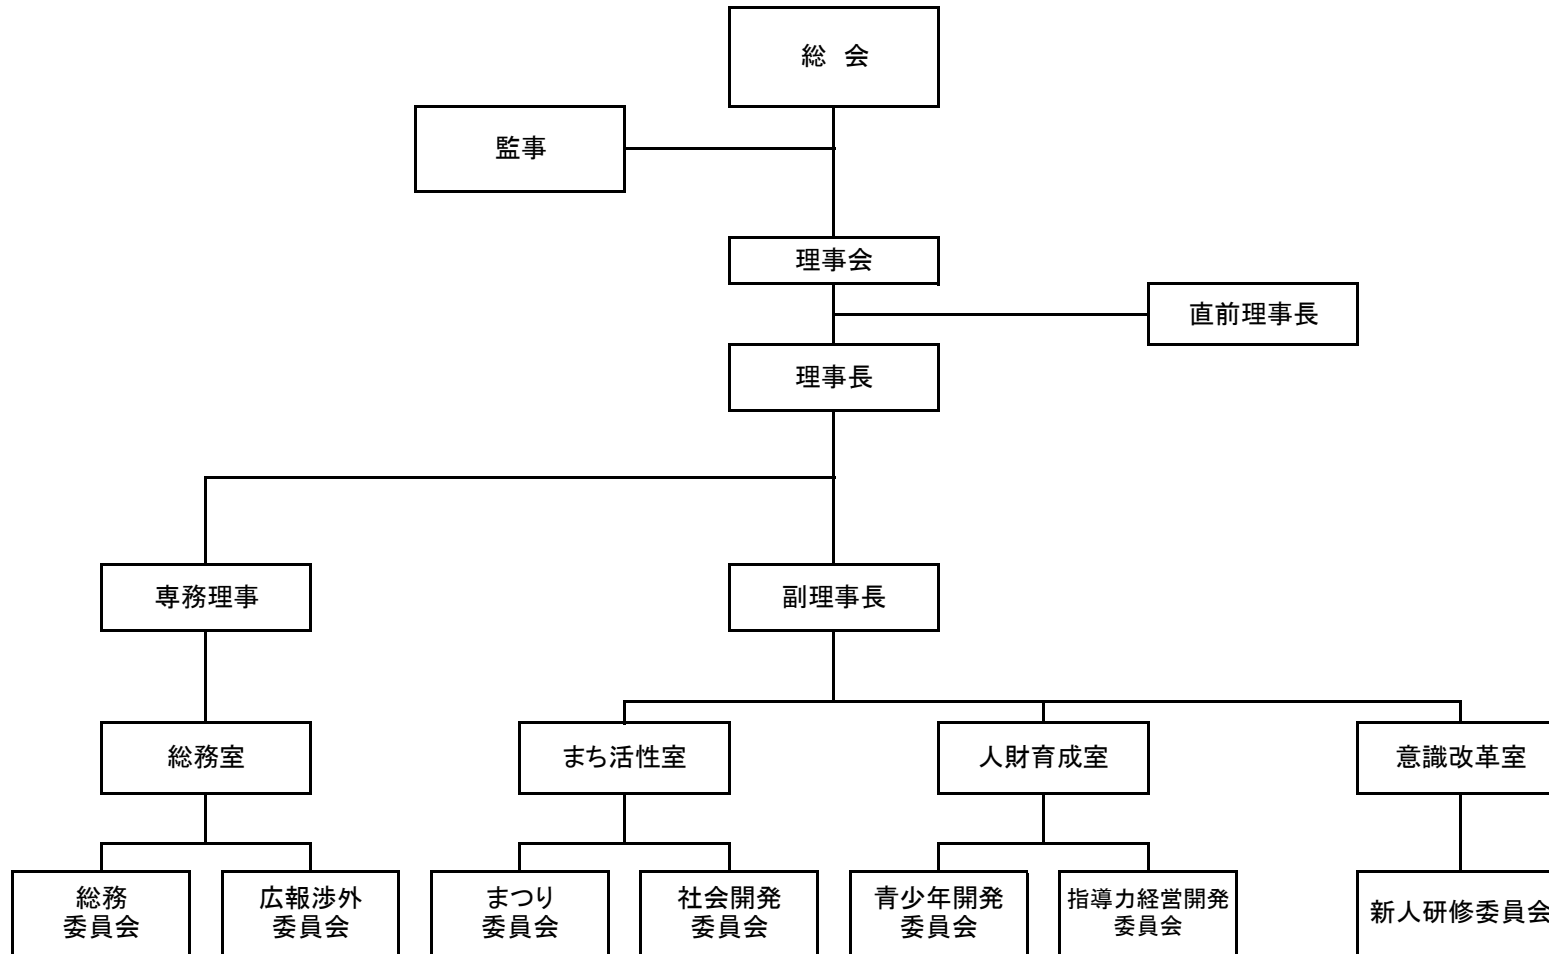 総　会
監事
理事会
直前理事長
理事長
専務理事
副理事長
総務室
まち活性室
人財育成室
意識改革室
総務
委員会
広報渉外
委員会
まつり
委員会
社会開発
委員会
青少年開発
委員会
指導力経営開発
委員会
新人研修委員会